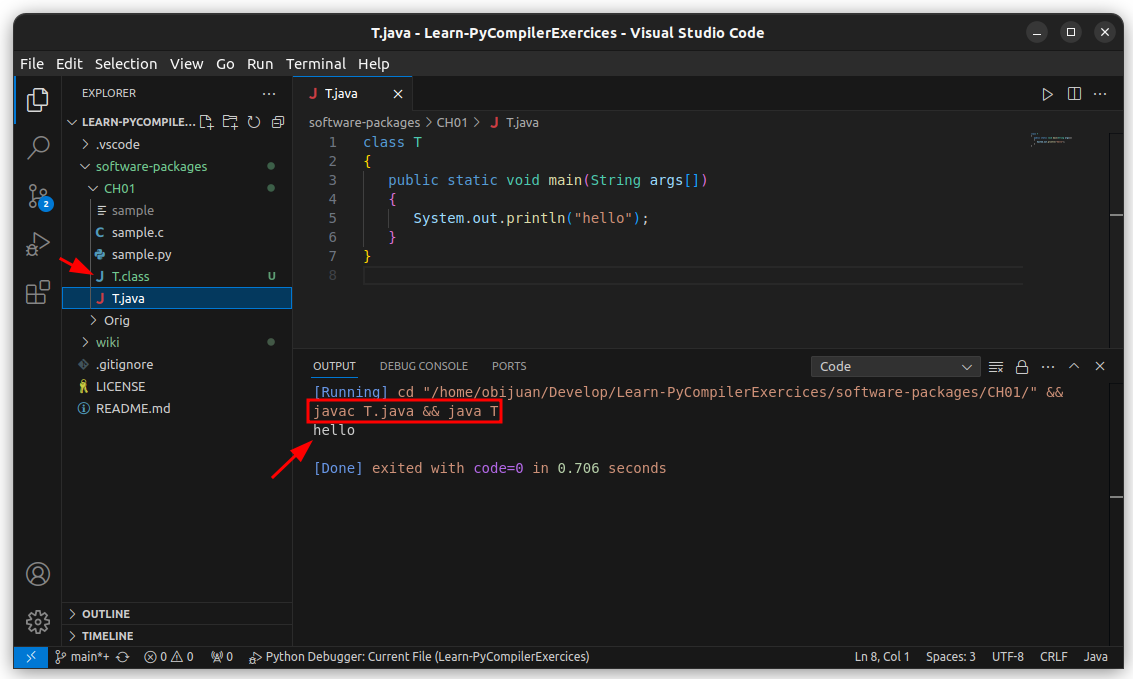 T.java - Learn-PyCompilerExercices - Visual Studio Code
File Edit Selection View Go Run Terminal Help
EXPLORER
LEARN-PYCOMPILE...
.vscode
software-packages
CH01
sample
sample.c
sample.py
T.class U
T.java
Orig
wiki
.gitignore
LICENSE
README.md
OUTLINE
TIMELINE
2
J T.java
software-packages > CH01 > J T.java
1 class T
2 {
3 public static void main(String args[])
4 {
5 System.out.println("hello");
6 }
7 }
8
OUTPUT DEBUG CONSOLE PORTS Code
[Running] cd "/home/obijuan/Develop/Learn-PyCompilerExercices/software-packages/CH01/" &&
javac T.java && java T
hello
[Done] exited with code=0 in 0.706 seconds
main*+ 0 0 0 Python Debugger: Current File (Learn-PyCompilerExercices) Ln 8, Col 1 Spaces: 3 UTF-8 CRLF Java